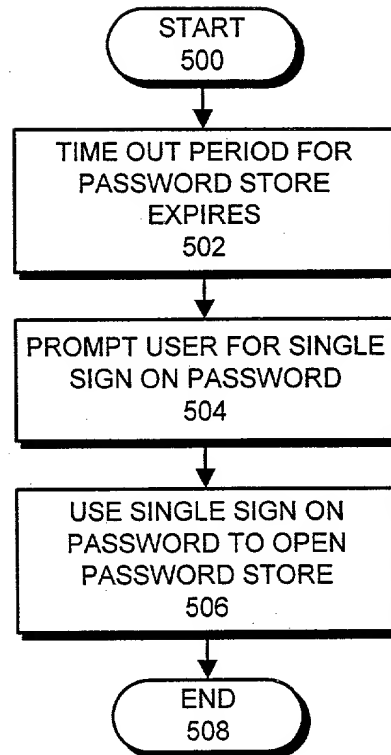 START
500
TIME OUT PERIOD FOR
PASSWORD STORE
EXPIRES
502
PROMPT USER FOR SINGLE
SIGN ON PASSWORD
504
USE SINGLE SIGN ON
PASSWORD TO OPEN
PASSWORD STORE
506
END
508